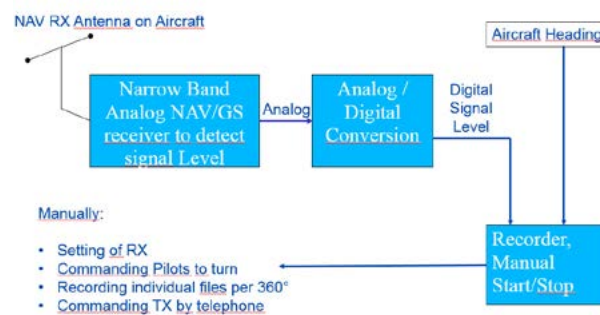 NAV RX Antenna on Aircraft
Aircraft Heading
Narrow Band
Analog NAV/GS
receiver to detect
signal Level
Analog
Analog /
Digital
Conversion
Digital
Signal
Level
Manually:
• Setting of RX
• Commanding Pilots to turn
• Recording individual files per 360°
• Commanding TX by telephone
Recorder,
Manual
Start/Stop